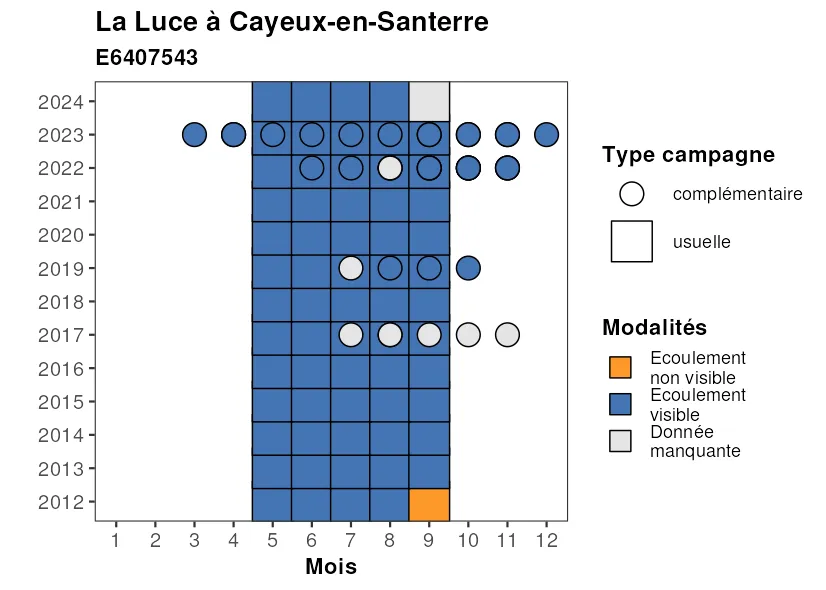 La Luce à Cayeux-en-Santerre
E6407543
2024
2023
2022
2021
2020
2019
2018
2017
2016
2015
2014
2013
2012
1 2 3 4 5 6 7 8 9 10 11 12
Mois
Type campagne
complémentaire
usuelle
Modalités
Ecoulement
non visible
Ecoulement
visible
Donnée
manquante